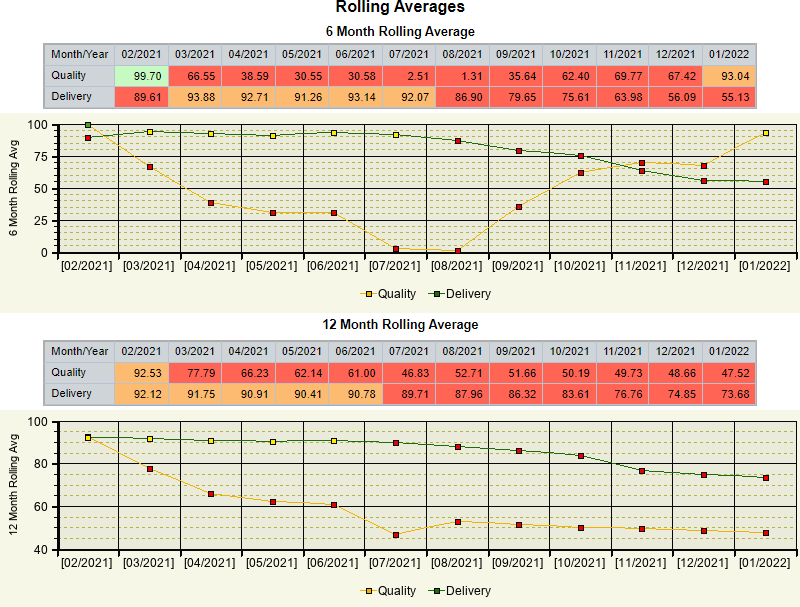 Rolling Averages
6 Month Rolling Average
Month/Year 02/2021 03/2021 04/2021 05/2021 06/2021 07/2021 08/2021 09/2021 10/2021 11/2021 12/2021 01/2022
Quality 99.70 66.55 38.59 30.55 30.58 2.51 1.31 35.64 62.40 69.77 67.42 93.04
Delivery 89.61 93.88 92.71 91.26 93.14 92.07 86.90 79.65 75.61 63.98 56.09 55.13
6 Month Rolling Avg
100
75
50
25
0
[02/2021] [03/2021] [04/2021] [05/2021] [06/2021] [07/2021] [08/2021] [09/2021] [10/2021] [11/2021] [12/2021] [01/2022]
Quality Delivery
12 Month Rolling Average
Month/Year 02/2021 03/2021 04/2021 05/2021 06/2021 07/2021 08/2021 09/2021 10/2021 11/2021 12/2021 01/2022
Quality 92.53 77.79 66.23 62.14 61.00 46.83 52.71 51.66 50.19 49.73 48.66 47.52
Delivery 92.12 91.75 90.91 90.41 90.78 89.71 87.96 86.32 83.61 76.76 74.85 73.68
12 Month Rolling Avg
100
80
60
40
[02/2021] [03/2021] [04/2021] [05/2021] [06/2021] [07/2021] [08/2021] [09/2021] [10/2021] [11/2021] [12/2021] [01/2022]
Quality Delivery